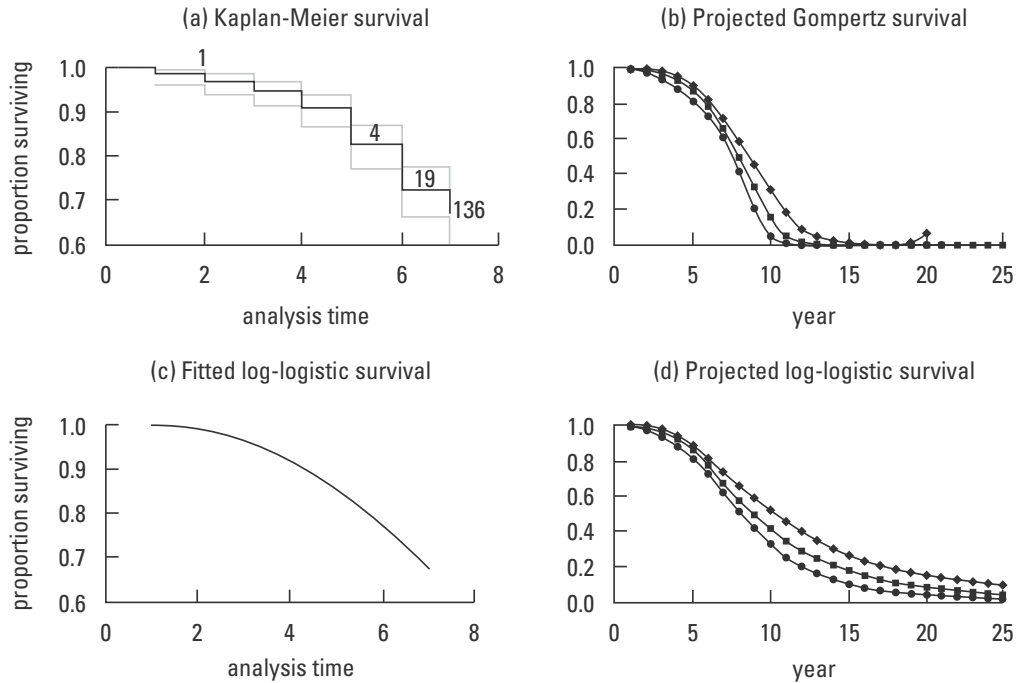 (a) Kaplan-Meier survival
proportion surviving
1.0
0.9
0.8
0.7
0.6
1
4
19
136
0 2 4 6 8
analysis time
(b) Projected Gompertz survival
1.0
0.8
0.6
0.4
0.2
0.0
0 5 10 15 20 25
year
(c) Fitted log-logistic survival
proportion surviving
1.0
0.9
0.8
0.7
0.6
0 2 4 6 8
analysis time
(d) Projected log-logistic survival
1.0
0.8
0.6
0.4
0.2
0.0
0 5 10 15 20 25
year